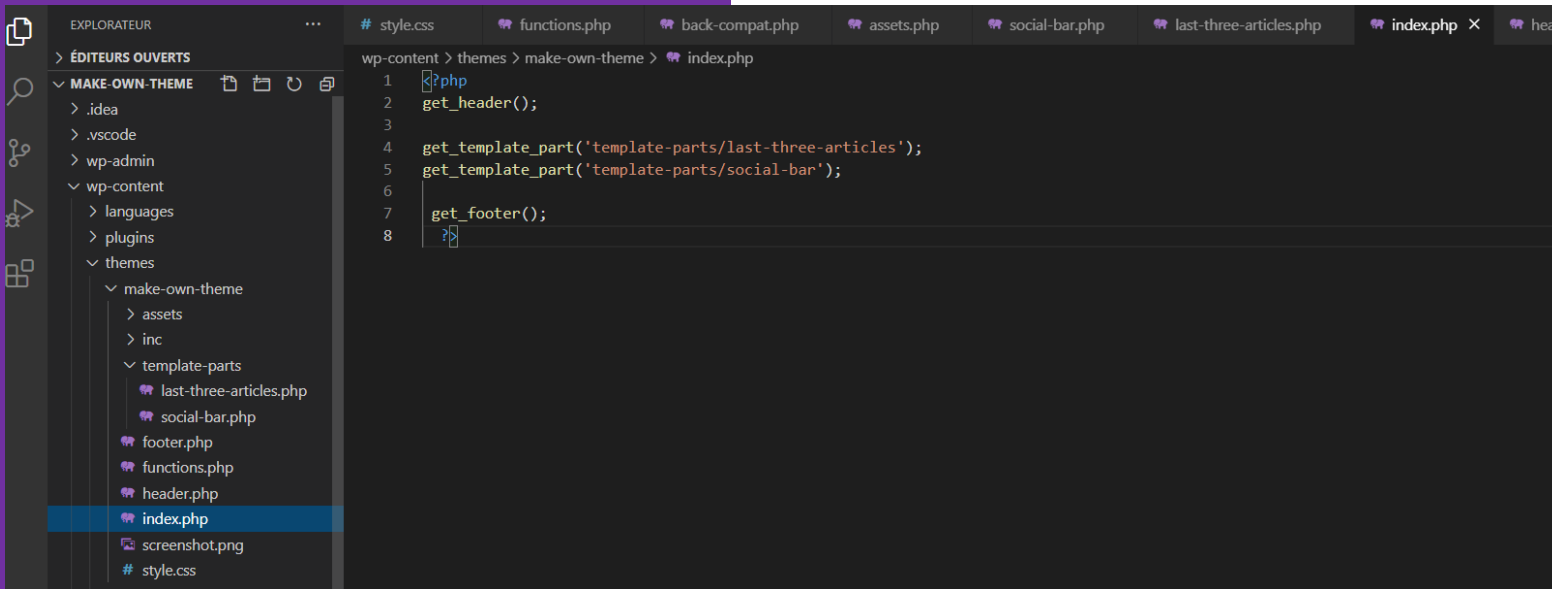 EXPLORATEUR
ÉDITEURS OUVERTS
MAKE-OWN-THEME
.idea
.vscode
wp-admin
wp-content
languages
plugins
themes
make-own-theme
assets
inc
template-parts
last-three-articles.php
social-bar.php
footer.php
functions.php
header.php
index.php
screenshot.png
# style.css
# style.css functions.php back-compat.php assets.php social-bar.php last-three-articles.php index.php × hea
wp-content > themes > make-own-theme > index.php
1 <?php
2 get_header();
3
4 get_template_part('template-parts/last-three-articles');
5 get_template_part('template-parts/social-bar');
6
7 get_footer();
8 ?>